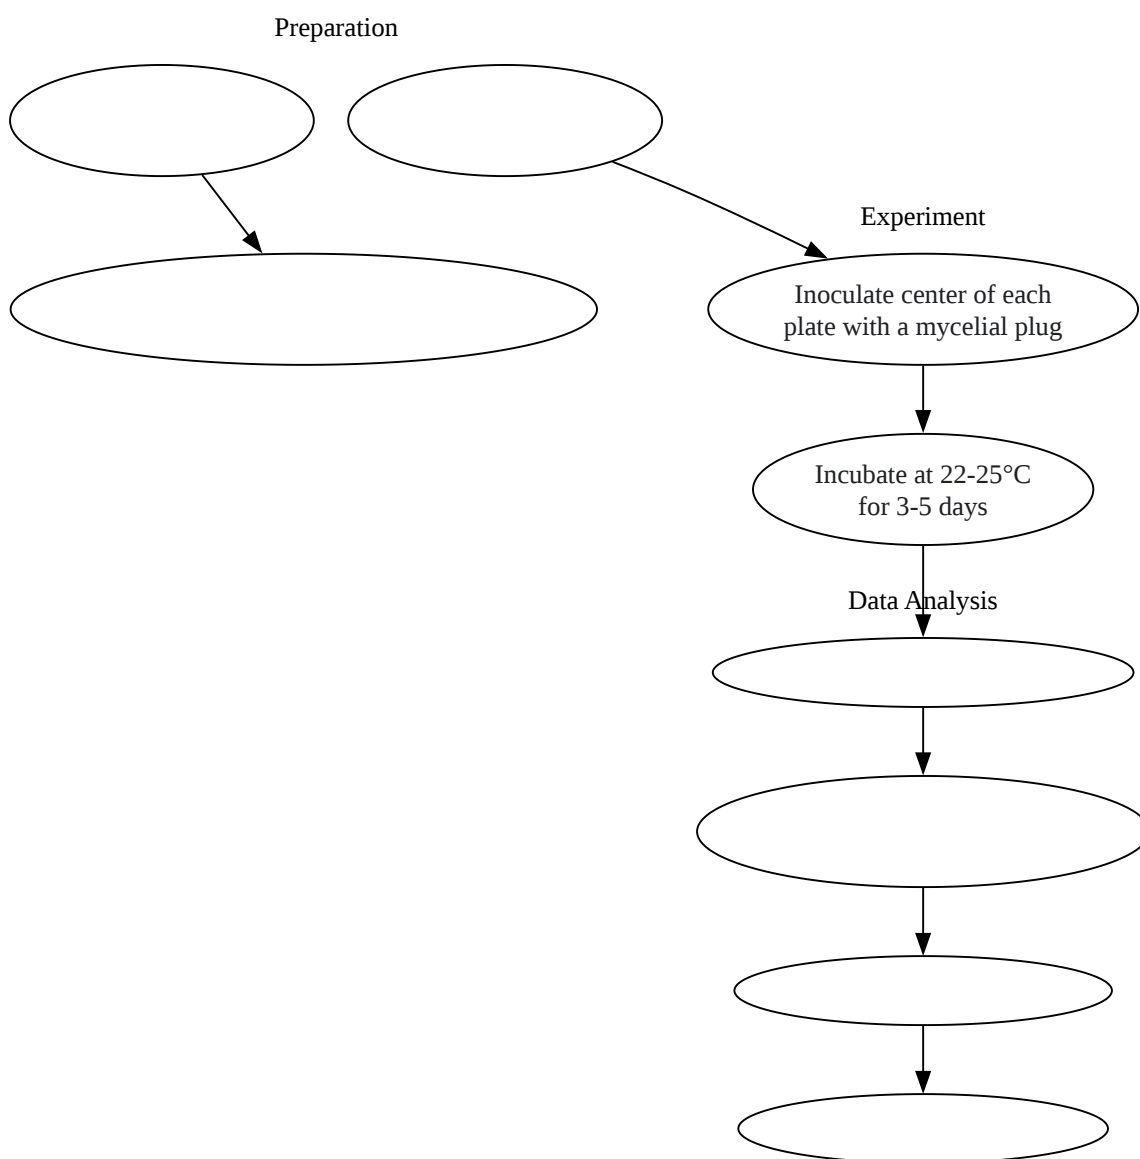 Preparation
Experiment
Inoculate center of each
plate with a mycelial plug
Incubate at 22-25°C
for 3-5 days
Data Analysis